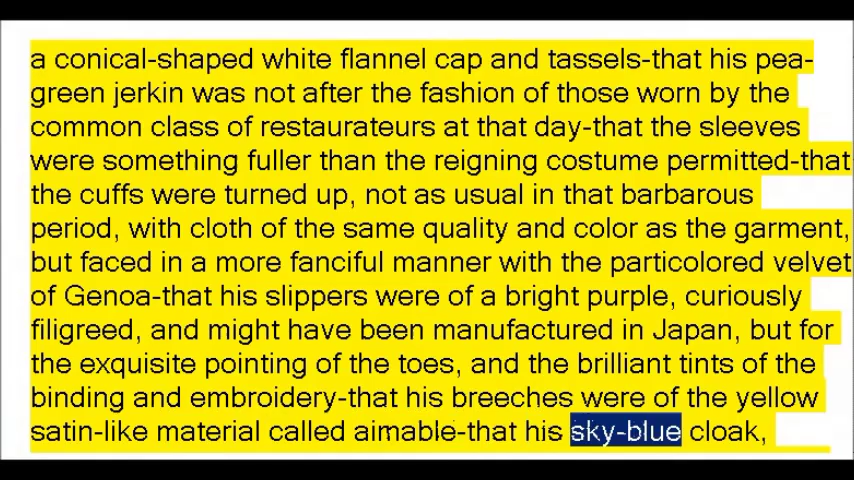 a conical-shaped white flannel cap and tassels-that his pea-
green jerkin was not after the fashion of those worn by the
common class of restaurateurs at that day-that the sleeves
were something fuller than the reigning costume permitted-that
the cuffs were turned up, not as usual in that barbarous
period, with cloth of the same quality and color as the garment,
but faced in a more fanciful manner with the particolored velvet
of Genoa-that his slippers were of a bright purple, curiously
filigreed, and might have been manufactured in Japan, but for
the exquisite pointing of the toes, and the brilliant tints of the
binding and embroidery-that his breeches were of the yellow
satin-like material called aimable-that his sky-blue cloak,